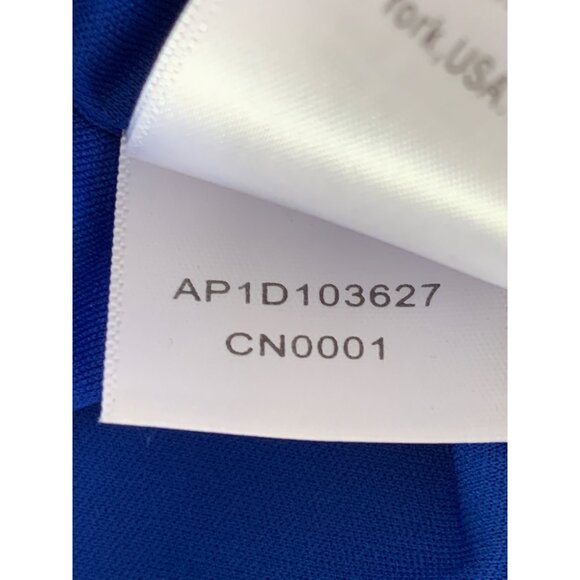 York, USA
AP1D103627
CN0001